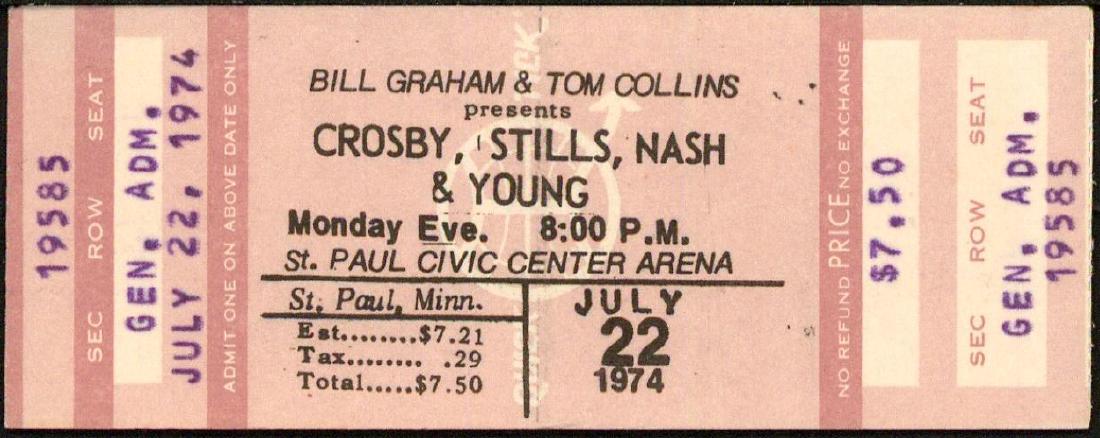 19585
SEC ROW SEAT
GEN. ADM.
JULY 22, 1974
ADMIT ONE ON ABOVE DATE ONLY
BILL GRAHAM & TOM COLLINS
presents
CROSBY, STILLS, NASH
& YOUNG
Monday Eve. 8:00 P.M.
St. PAUL CIVIC CENTER ARENA
St. Paul, Minn.
Est.........$7.21
Tax......... .29
Total.....$7.50
JULY
22
1974
NO REFUND PRICE NO EXCHANGE
$7.50
SEC ROW SEAT
GEN. ADM.
19585